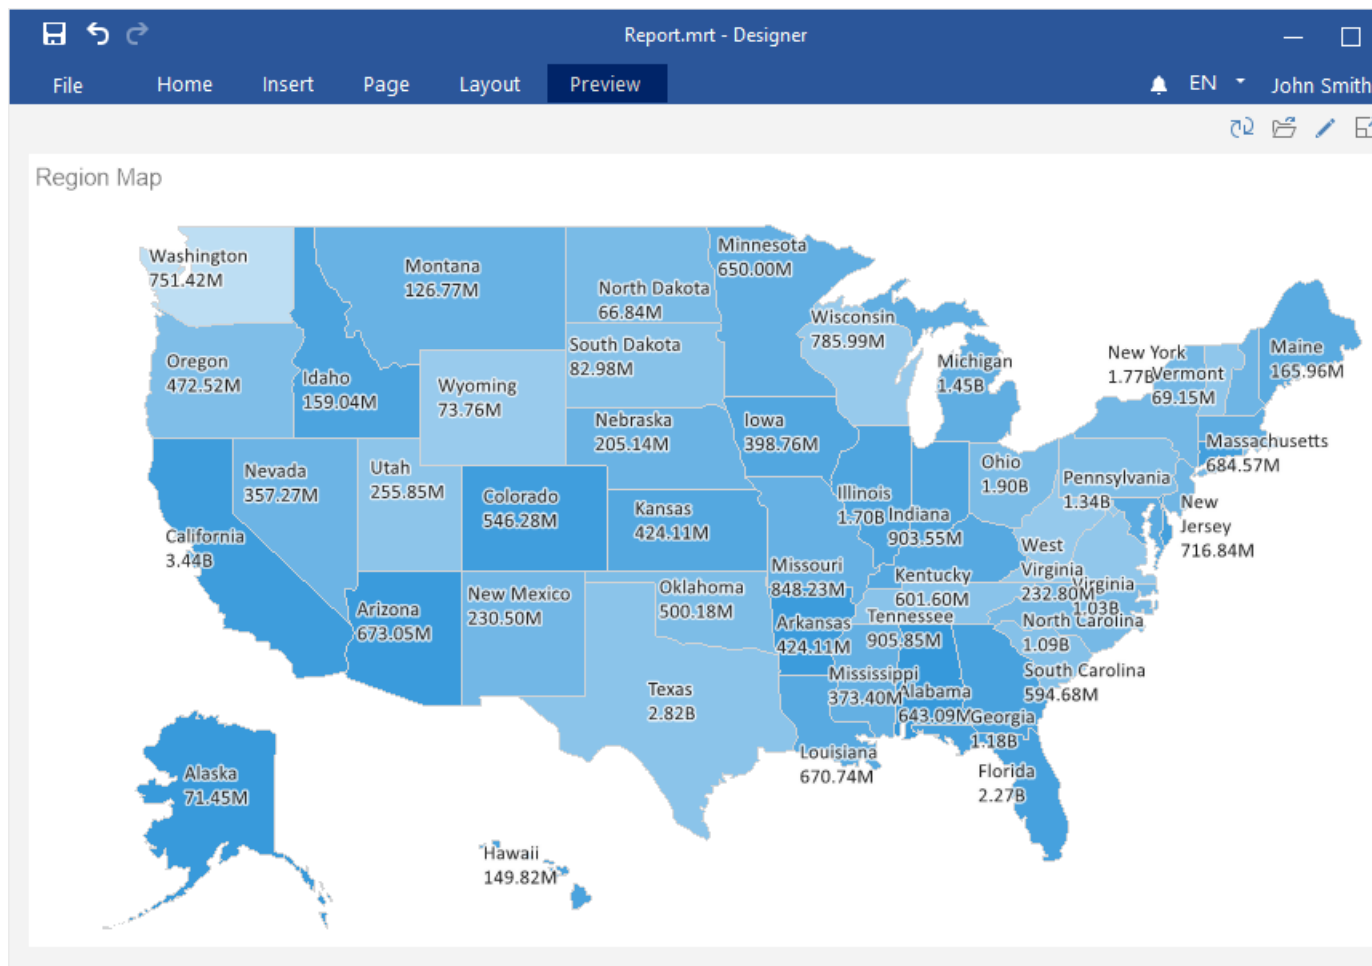 Report.mrt - Designer
File Home Insert Page Layout Preview EN John Smith
Region Map
Washington
751.42M
Montana
126.77M
North Dakota
66.84M
Minnesota
650.00M
Wisconsin
785.99M
Michigan
1.45B
New York
1.77B
Vermont
69.15M
Maine
165.96M
Oregon
472.52M
Idaho
159.04M
Wyoming
73.76M
South Dakota
82.98M
Nebraska
205.14M
Iowa
398.76M
Massachusetts
684.57M
Nevada
357.27M
Utah
255.85M
Colorado
546.28M
Kansas
424.11M
Illinois
1.70B
Indiana
903.55M
Ohio
1.90B
Pennsylvania
1.34B
New
Jersey
716.84M
California
3.44B
Arizona
673.05M
New Mexico
230.50M
Oklahoma
500.18M
Missouri
848.23M
Kentucky
601.60M
West
Virginia
232.80M
Virginia
1.03B
Arkansas
424.11M
Tennessee
905.85M
North Carolina
1.09B
South Carolina
594.68M
Texas
2.82B
Mississippi
373.40M
Alabama
643.09M
Georgia
1.18B
Louisiana
670.74M
Florida
2.27B
Alaska
71.45M
Hawaii
149.82M